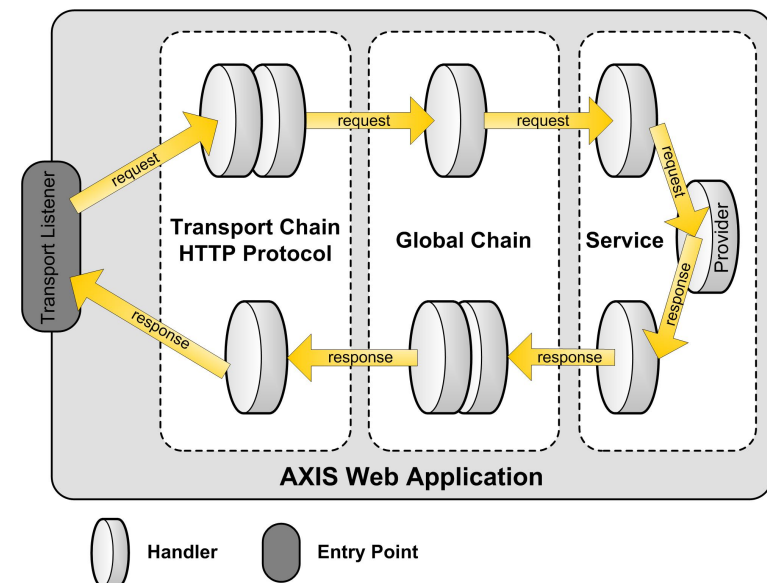 request
request
request
request
Transport Listener
Transport Chain
HTTP Protocol
Global Chain
Service
Provider
response
response
response
response
AXIS Web Application
Handler
Entry Point